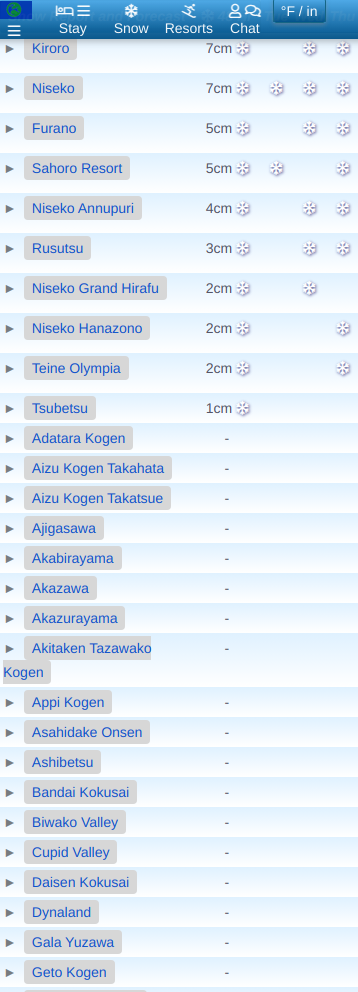 °F / in
Stay Snow Resorts Chat
Kiroro 7cm
Niseko 7cm
Furano 5cm
Sahoro Resort 5cm
Niseko Annupuri 4cm
Rusutsu 3cm
Niseko Grand Hirafu 2cm
Niseko Hanazono 2cm
Teine Olympia 2cm
Tsubetsu 1cm
Adatara Kogen -
Aizu Kogen Takahata -
Aizu Kogen Takatsue -
Ajigasawa -
Akabirayama -
Akazawa -
Akazurayama -
Akitaken Tazawako -
Kogen
Appi Kogen -
Asahidake Onsen -
Ashibetsu -
Bandai Kokusai -
Biwako Valley -
Cupid Valley -
Daisen Kokusai -
Dynaland -
Gala Yuzawa -
Geto Kogen -